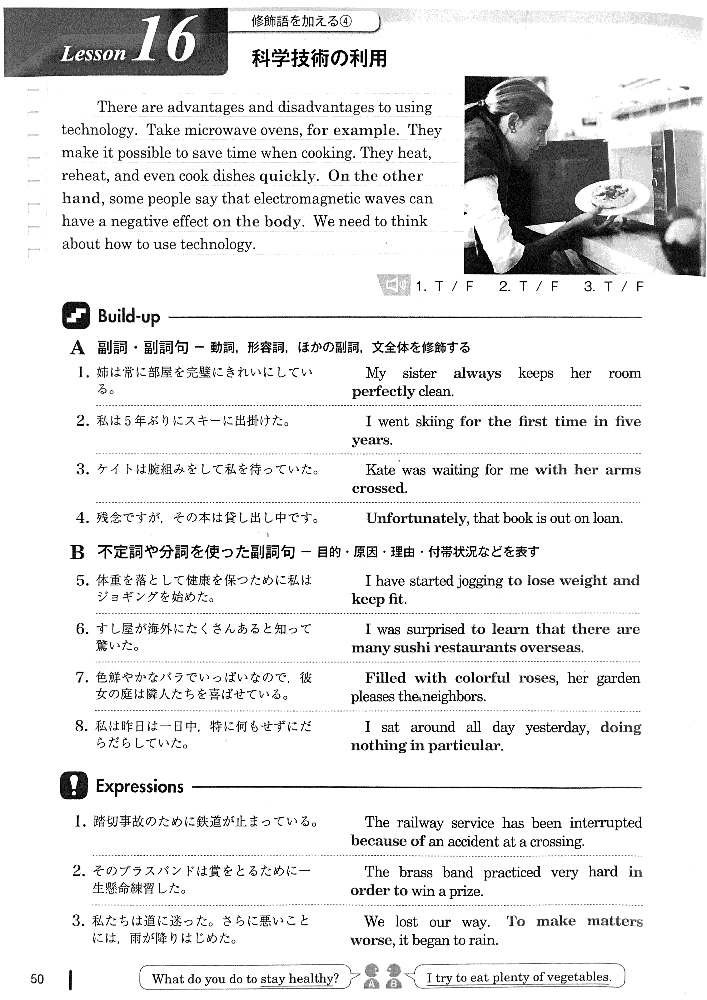 Lesson 16
修飾語を加える④
科学技術の利用
There are advantages and disadvantages to using
technology. Take microwave ovens, for example. They
make it possible to save time when cooking. They heat,
reheat, and even cook dishes quickly. On the other
hand, some people say that electromagnetic waves can
have a negative effect on the body. We need to think
about how to use technology.
1. T / F 2. T / F 3. T / F
Build-up
A 副詞・副詞句 － 動詞，形容詞，ほかの副詞，文全体を修飾する
1. 姉は常に部屋を完璧にきれいにしてい
る。
My sister always keeps her room
perfectly clean.
2. 私は５年ぶりにスキーに出掛けた。
I went skiing for the first time in five
years.
3. ケイトは腕組みをして私を待っていた。
Kate was waiting for me with her arms
crossed.
4. 残念ですが，その本は貸し出し中です。
Unfortunately, that book is out on loan.
B 不定詞や分詞を使った副詞句 － 目的・原因・理由・付帯状況などを表す
5. 体重を落として健康を保つために私は
ジョギングを始めた。
I have started jogging to lose weight and
keep fit.
6. すし屋が海外にたくさんあると知って
驚いた。
I was surprised to learn that there are
many sushi restaurants overseas.
7. 色鮮やかなバラでいっぱいなので，彼
女の庭は隣人たちを喜ばせている。
Filled with colorful roses, her garden
pleases the neighbors.
8. 私は昨日は一日中，特に何もせずにだ
らだらしていた。
I sat around all day yesterday, doing
nothing in particular.
Expressions
1. 踏切事故のために鉄道が止まっている。
The railway service has been interrupted
because of an accident at a crossing.
2. そのブラスバンドは賞をとるために一
生懸命練習した。
The brass band practiced very hard in
order to win a prize.
3. 私たちは道に迷った。さらに悪いこと
には，雨が降りはじめた。
We lost our way. To make matters
worse, it began to rain.
50
What do you do to stay healthy?
A B
I try to eat plenty of vegetables.